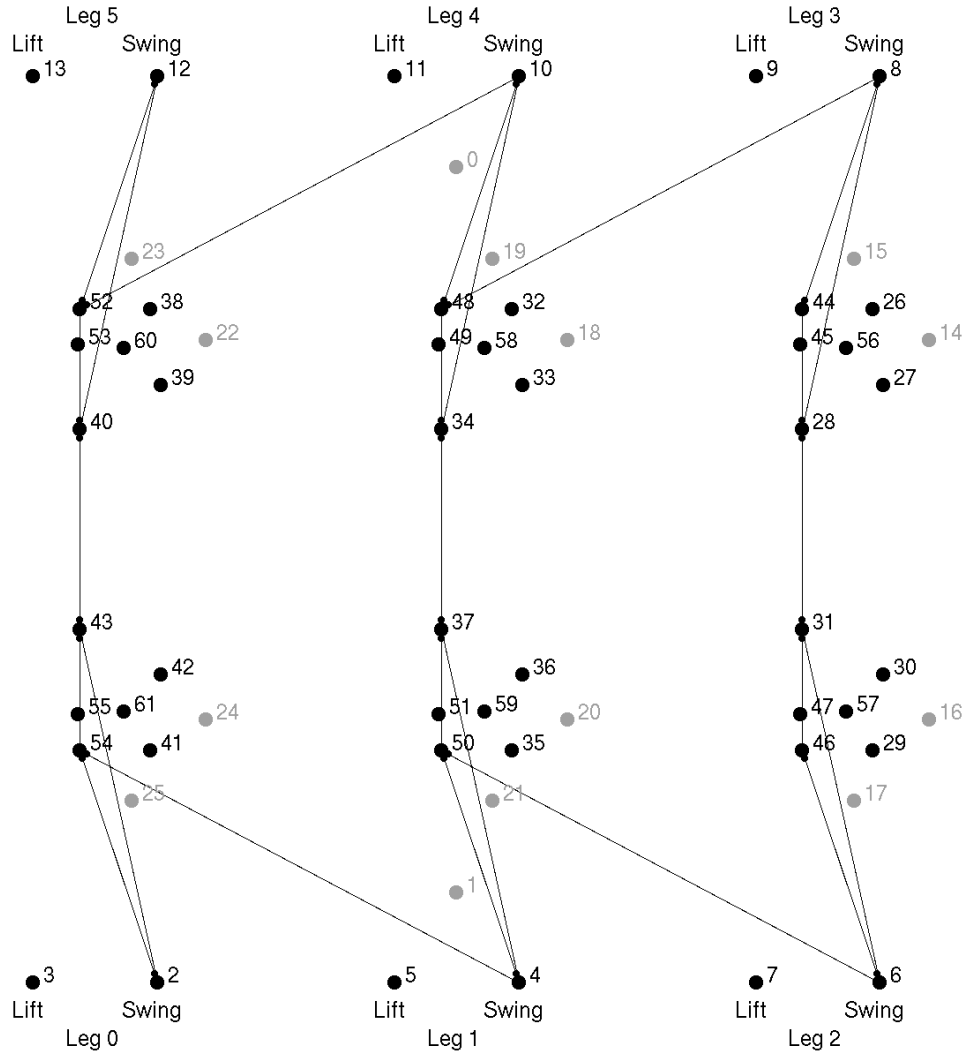 Leg 5 Leg 4 Leg 3
Lift Swing Lift Swing Lift Swing
13 12 11 10 9 8
0
23 19 15
52 38 48 32 44 26
53 60 22 49 58 18 45 56 14
39 33 27
40 34 28
43 37 31
42 36 30
55 61 24 51 59 20 47 57 16
54 41 50 35 46 29
25 21 17
1
3 2 5 4 7 6
Lift Swing Lift Swing Lift Swing
Leg 0 Leg 1 Leg 2